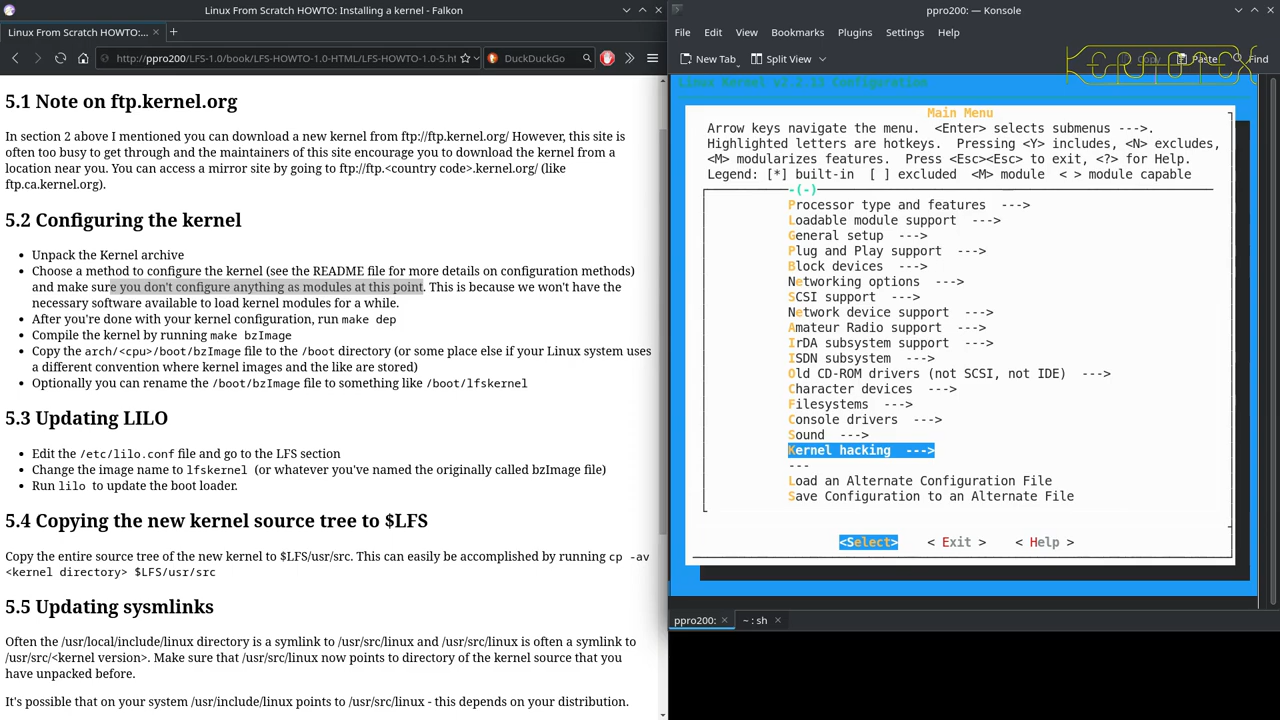 Linux From Scratch HOWTO: Installing a kernel - Falkon
Linux From Scratch HOWTO:...
http://ppro200/LFS-1.0/book/LFS-HOWTO-1.0-HTML/LFS-HOWTO-1.0-5.h
DuckDuckGo
5.1 Note on ftp.kernel.org
In section 2 above I mentioned you can download a new kernel from ftp://ftp.kernel.org/ However, this site is
often too busy to get through and the maintainers of this site encourage you to download the kernel from a
location near you. You can access a mirror site by going to ftp://ftp.<country code>.kernel.org/ (like
ftp.ca.kernel.org).
5.2 Configuring the kernel
• Unpack the Kernel archive
• Choose a method to configure the kernel (see the README file for more details on configuration methods)
and make sure you don't configure anything as modules at this point. This is because we won't have the
necessary software available to load kernel modules for a while.
• After you're done with your kernel configuration, run make dep
• Compile the kernel by running make bzImage
• Copy the arch/<cpu>/boot/bzImage file to the /boot directory (or some place else if your Linux system uses
a different convention where kernel images and the like are stored)
• Optionally you can rename the /boot/bzImage file to something like /boot/lfskernel
5.3 Updating LILO
• Edit the /etc/lilo.conf file and go to the LFS section
• Change the image name to lfskernel (or whatever you've named the originally called bzImage file)
• Run lilo to update the boot loader.
5.4 Copying the new kernel source tree to $LFS
Copy the entire source tree of the new kernel to $LFS/usr/src. This can easily be accomplished by running cp -av
<kernel directory> $LFS/usr/src
5.5 Updating sysmlinks
Often the /usr/local/include/linux directory is a symlink to /usr/src/linux and /usr/src/linux is often a symlink to
/usr/src/<kernel version>. Make sure that /usr/src/linux now points to directory of the kernel source that you
have unpacked before.
It's possible that on your system /usr/include/linux points to /usr/src/linux - this depends on your distribution.
ppro200: — Konsole
File Edit View Bookmarks Plugins Settings Help
New Tab Split View Copy Paste Find
Main Menu
Arrow keys navigate the menu. <Enter> selects submenus --->.
Highlighted letters are hotkeys. Pressing <Y> includes, <N> excludes,
<M> modularizes features. Press <Esc><Esc> to exit, <?> for Help.
Legend: [*] built-in [ ] excluded <M> module < > module capable
-(-)
Processor type and features --->
Loadable module support --->
General setup --->
Plug and Play support --->
Block devices --->
Networking options --->
SCSI support --->
Network device support --->
Amateur Radio support --->
IrDA subsystem support --->
ISDN subsystem --->
Old CD-ROM drivers (not SCSI, not IDE) --->
Character devices --->
Filesystems --->
Console drivers --->
Sound --->
Kernel hacking --->
---
Load an Alternate Configuration File
Save Configuration to an Alternate File
<Select> < Exit > < Help >
ppro200: ~ : sh